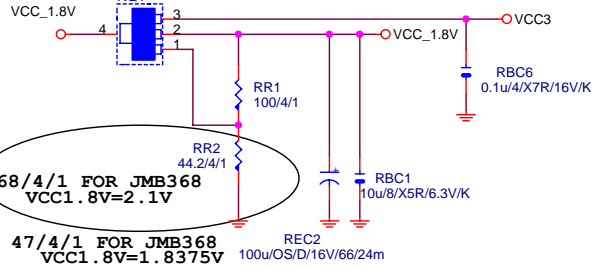 VCC_1.8V
4
3
2
1
VCC3
VCC_1.8V
RBC6
0.1u/4/X7R/16V/K
RR1
100/4/1
RR2
44.2/4/1
RBC1
10u/8/X5R/6.3V/K
68/4/1 FOR JMB368
VCC1.8V=2.1V
47/4/1 FOR JMB368
VCC1.8V=1.8375V
REC2
100u/OS/D/16V/66/24m